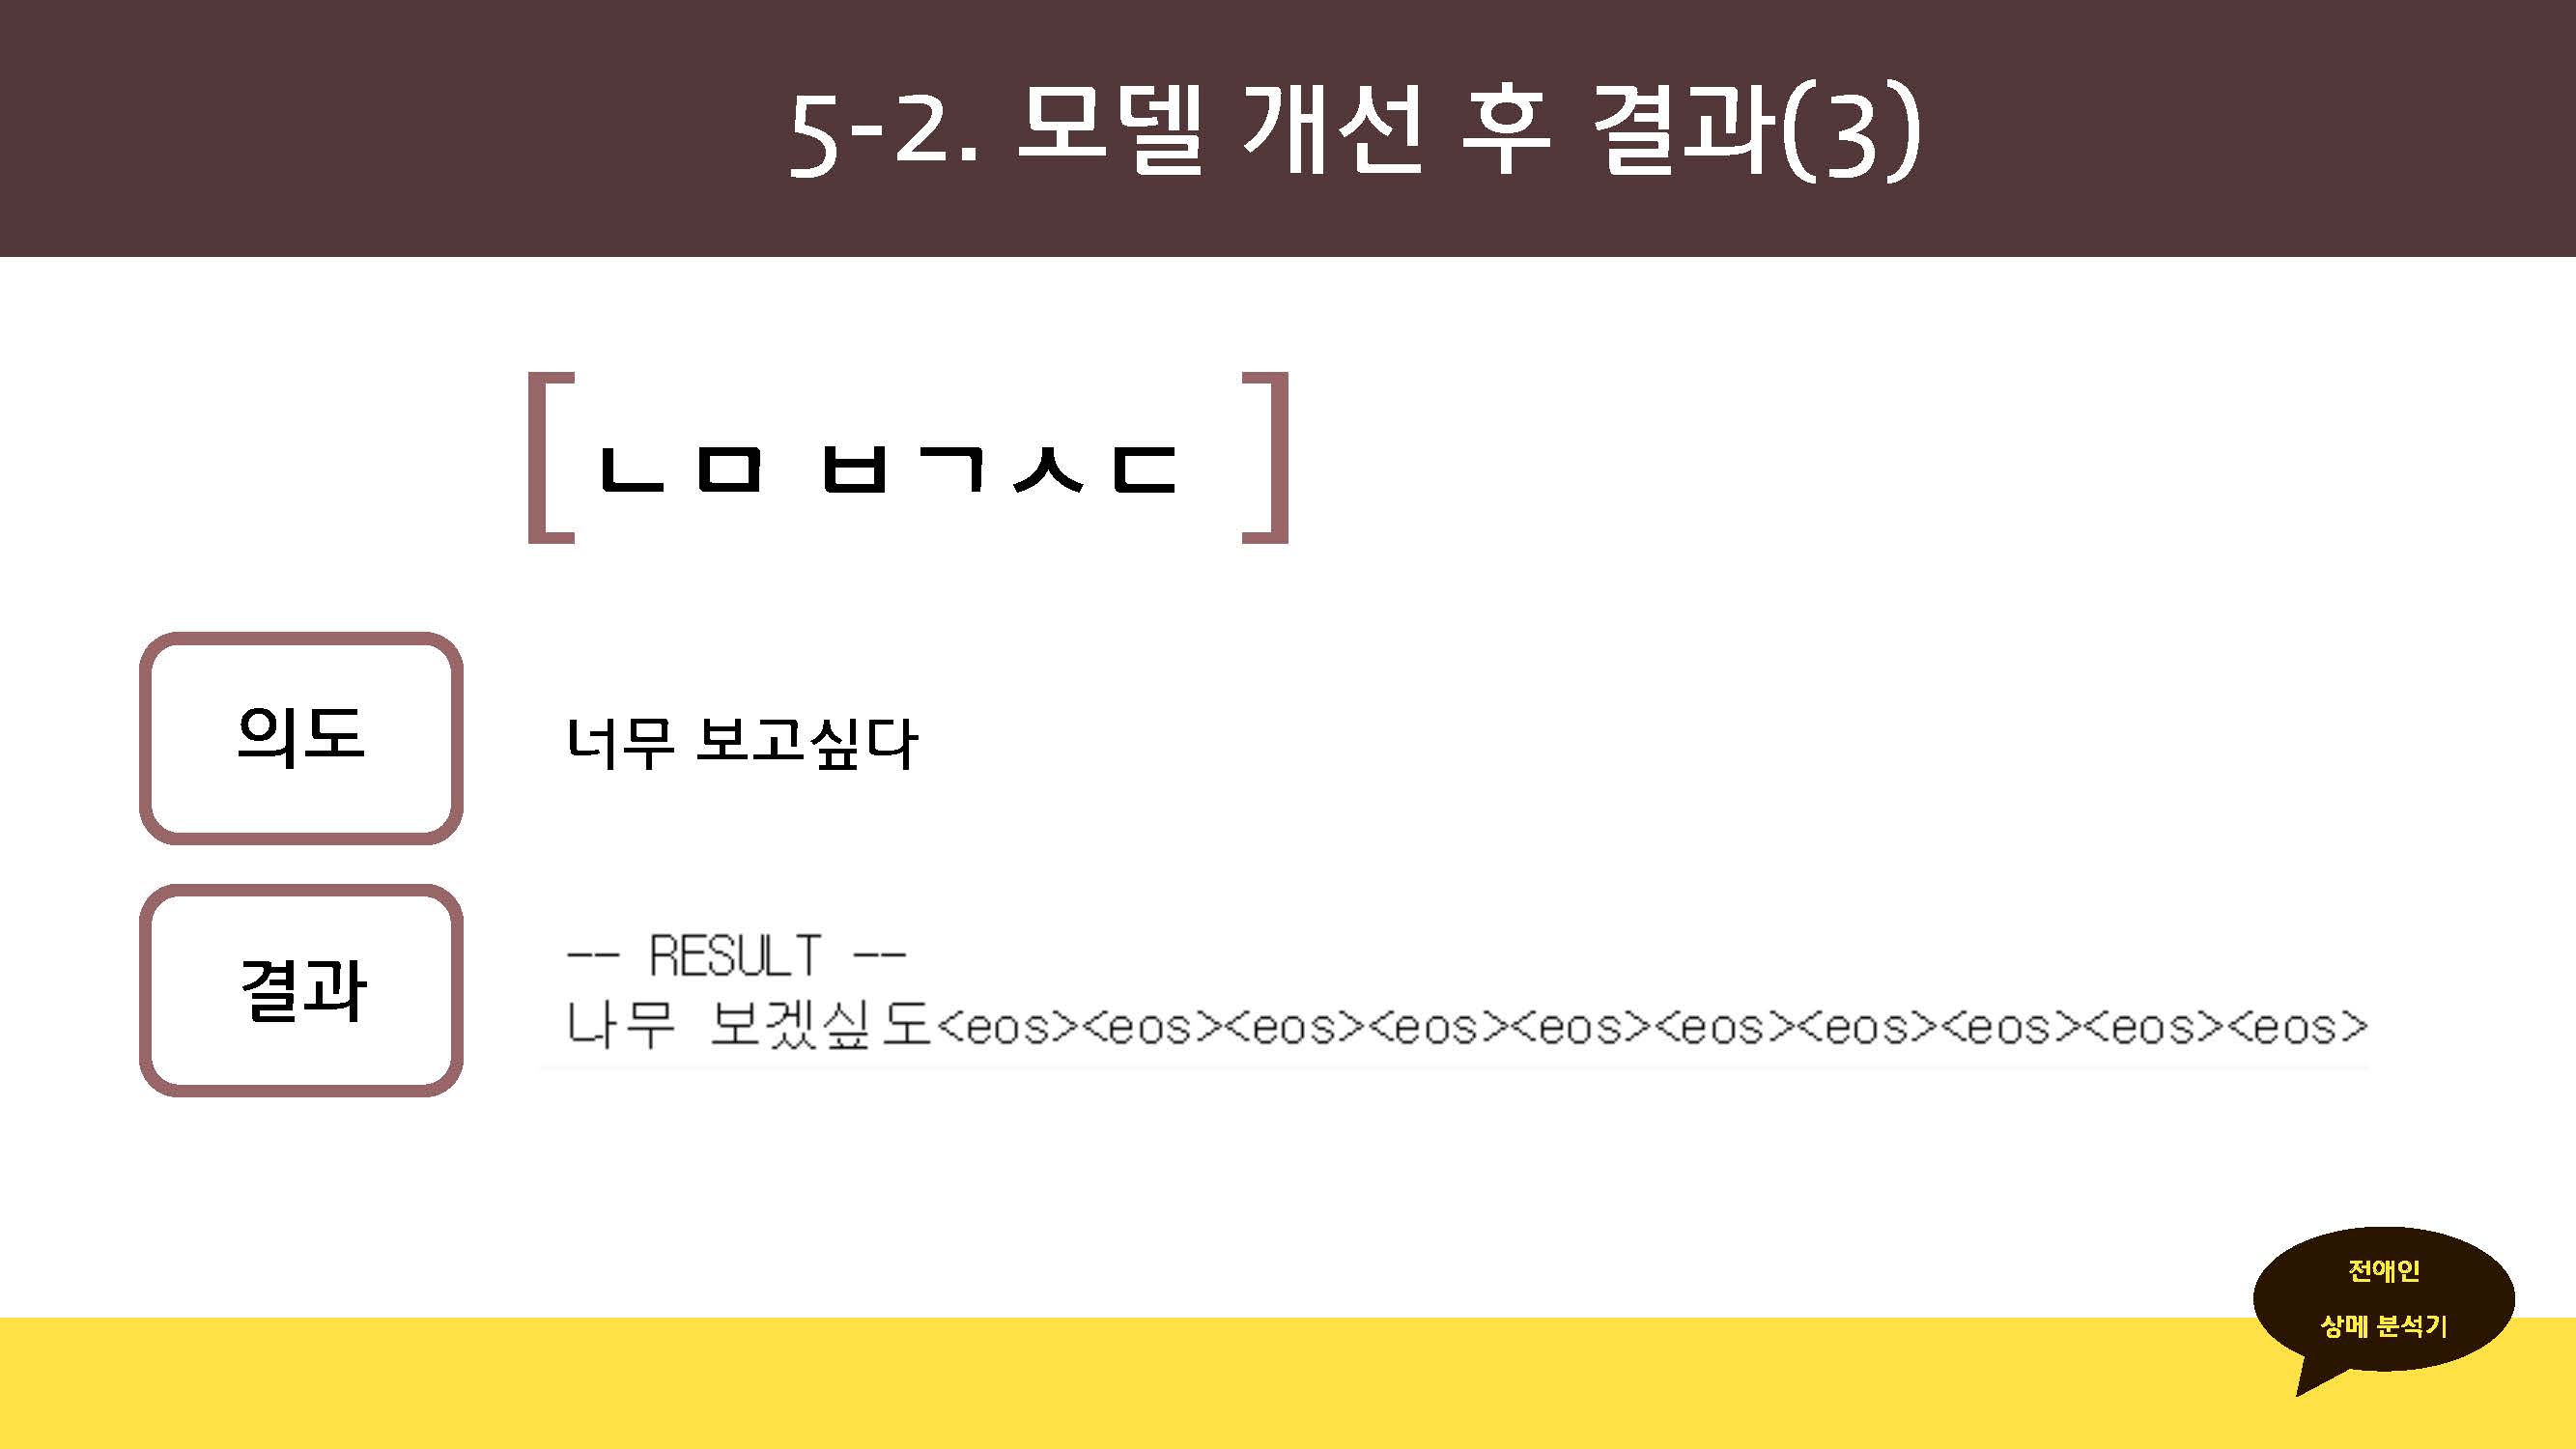 5-2. 모델 개선 후 결과(3)
[ㄴㅁ ㅂㄱㅅㄷ ]
의도
너무 보고싶다
결과
-- RESULT --
나무 보겠싶도<eos><eos><eos><eos><eos><eos><eos><eos><eos><eos>
전애인
상메 분석기